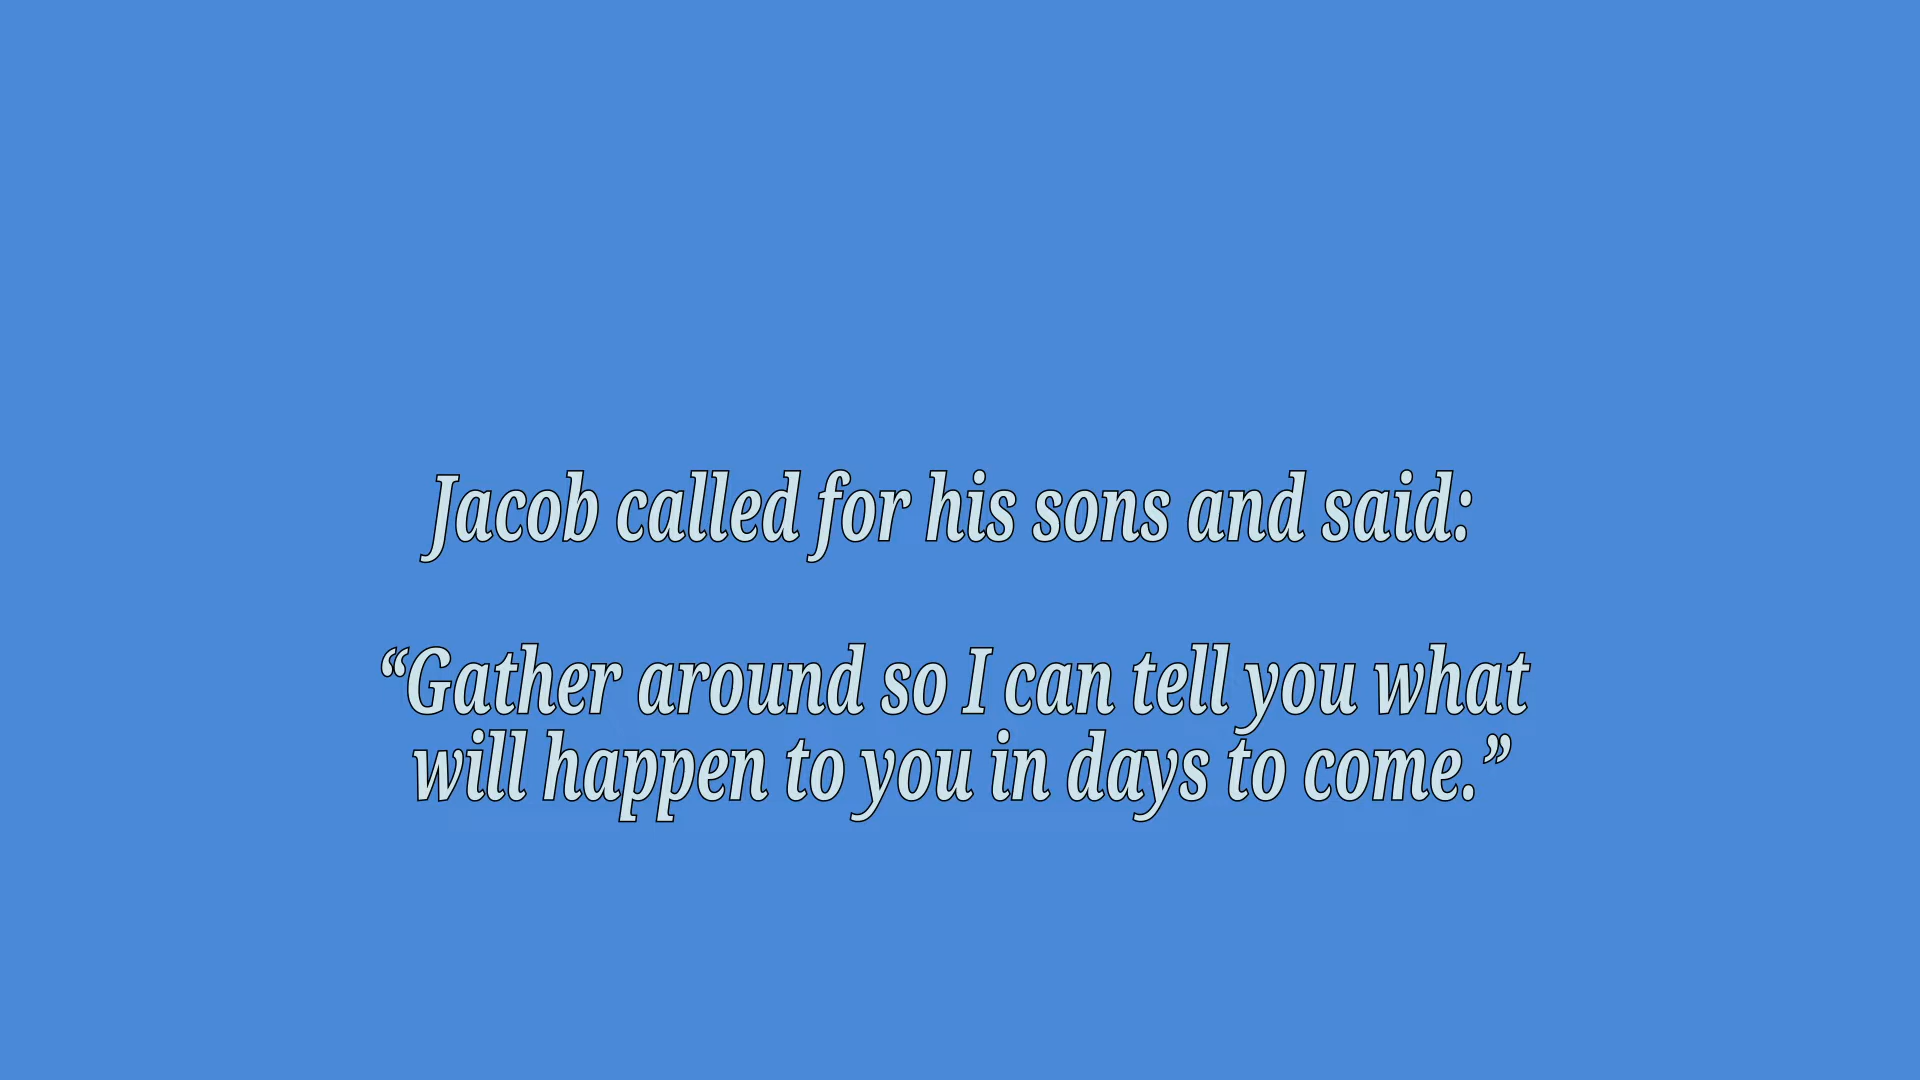 Jacob called for his sons and said:
“Gather around so I can tell you what
will happen to you in days to come.”